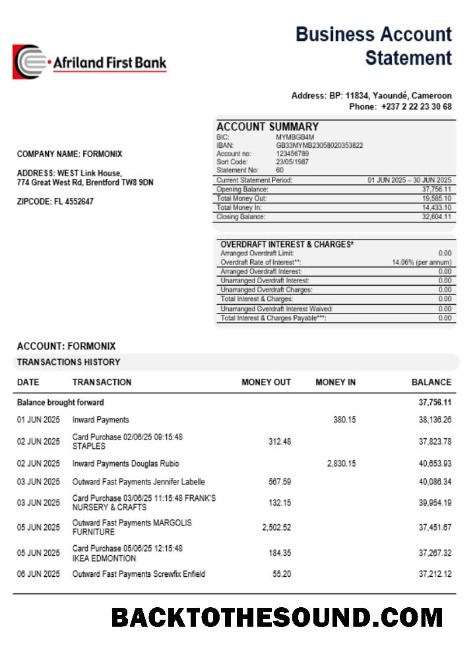 Afriland First Bank
Business Account
Statement
Address: BP: 11834, Yaoundé, Cameroon
Phone: +237 2 22 23 30 68
COMPANY NAME: FORMONIX
ADDRESS: WEST Link House,
774 Great West Rd, Brentford TW8 9DN
ZIPCODE: FL 4552647
ACCOUNT SUMMARY
BIC: MYMBGB4M
IBAN: GB33MYMB23058020353822
Account no: 123456789
Sort Code: 23/05/1987
Statement No: 60
Current Statement Period: 01 JUN 2025 – 30 JUN 2025
Opening Balance: 37,756.11
Total Money Out: 19,585.10
Total Money In: 14,433.10
Closing Balance: 32,604.11
OVERDRAFT INTEREST & CHARGES*
Arranged Overdraft Limit: 0.00
Overdraft Rate of Interest**: 14.06% (per annum)
Arranged Overdraft Interest: 0.00
Unarranged Overdraft Interest: 0.00
Unarranged Overdraft Charges: 0.00
Total Interest & Charges: 0.00
Unarranged Overdraft Interest Waived: 0.00
Total Interest & Charges Payable***: 0.00
ACCOUNT: FORMONIX
TRANSACTIONS HISTORY
DATE TRANSACTION MONEY OUT MONEY IN BALANCE
Balance brought forward 37,756.11
01 JUN 2025 Inward Payments 380.15 38,136.26
02 JUN 2025 Card Purchase 02/06/25 09:15:48 312.48 37,823.78
STAPLES
02 JUN 2025 Inward Payments Douglas Rubio 2,830.15 40,653.93
03 JUN 2025 Outward Fast Payments Jennifer Labelle 567.59 40,086.34
03 JUN 2025 Card Purchase 03/06/25 11:15:48 FRANK'S 132.15 39,954.19
NURSERY & CRAFTS
05 JUN 2025 Outward Fast Payments MARGOLIS 2,502.52 37,451.67
FURNITURE
05 JUN 2025 Card Purchase 05/06/25 12:15:48 184.35 37,267.32
IKEA EDMONTION
06 JUN 2025 Outward Fast Payments Screwfix Enfield 55.20 37,212.12
BACKTOTHESOUND.COM